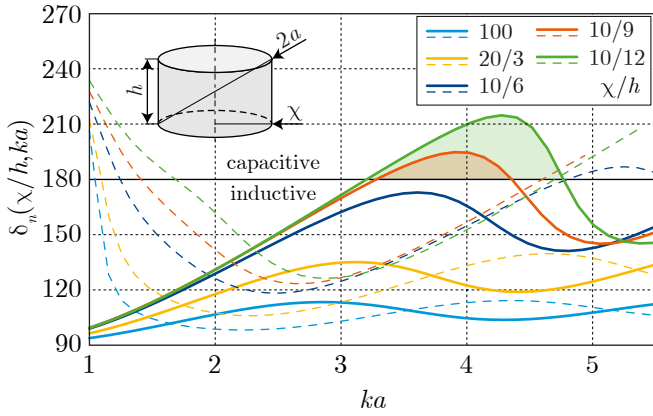 270
240
210
180
150
120
90
δn(χ/h, ka)
1
2
3
4
5
ka
2a
h
χ
capacitive
inductive
100
10/9
20/3
10/12
10/6
χ/h